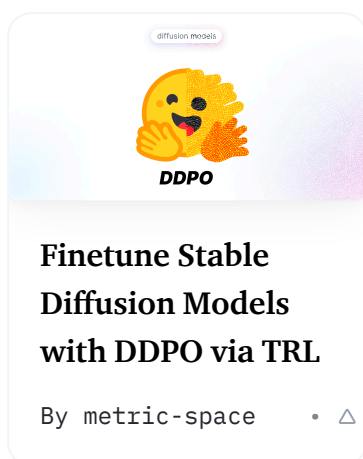 diffusion models
DDPO
Finetune Stable
Diffusion Models
with DDPO via TRL
By metric-space •